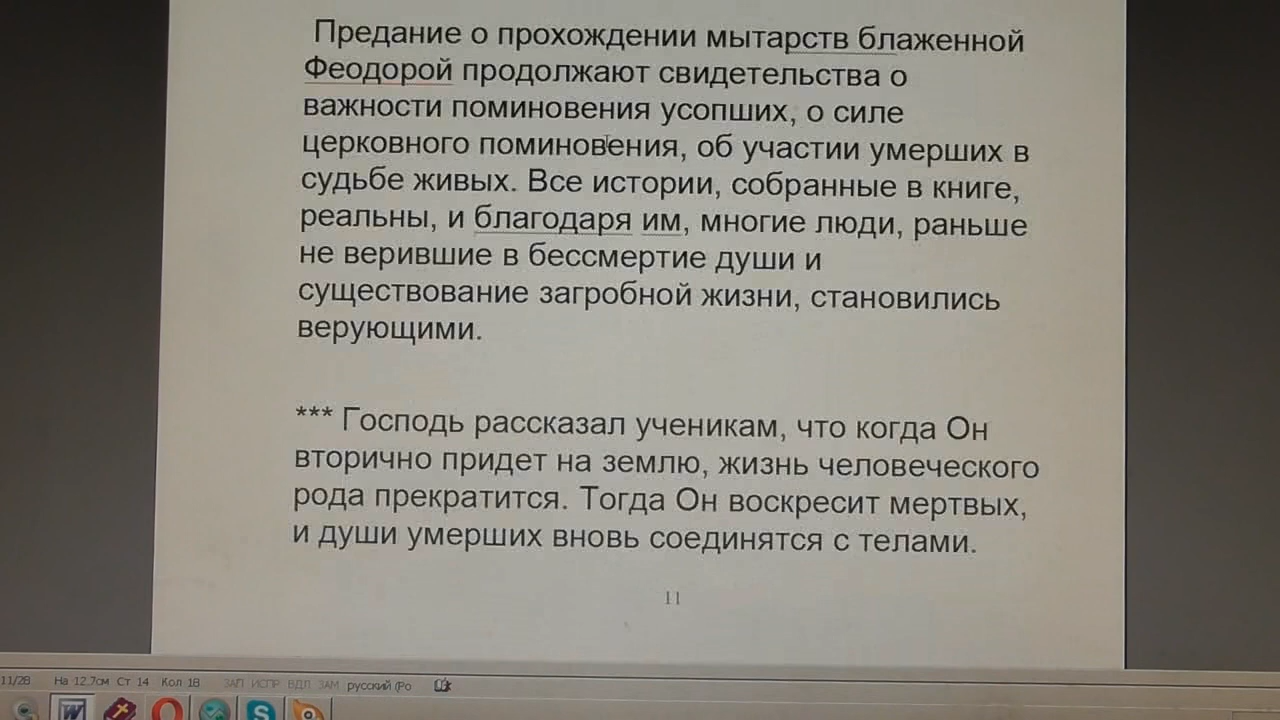 Предание о прохождении мытарств блаженной
Феодорой продолжают свидетельства о
важности поминовения усопших, о силе
церковного поминовения, об участии умерших в
судьбе живых. Все истории, собранные в книге,
реальны, и благодаря им, многие люди, раньше
не верившие в бессмертие души и
существование загробной жизни, становились
верующими.
*** Господь рассказал ученикам, что когда Он
вторично придет на землю, жизнь человеческого
рода прекратится. Тогда Он воскресит мертвых,
и души умерших вновь соединятся с телами.
11
11/28 На 12,7см Ст 14 Кол 18 ЗАП ИСПР ВДЛ ЗАМ русский (Ро